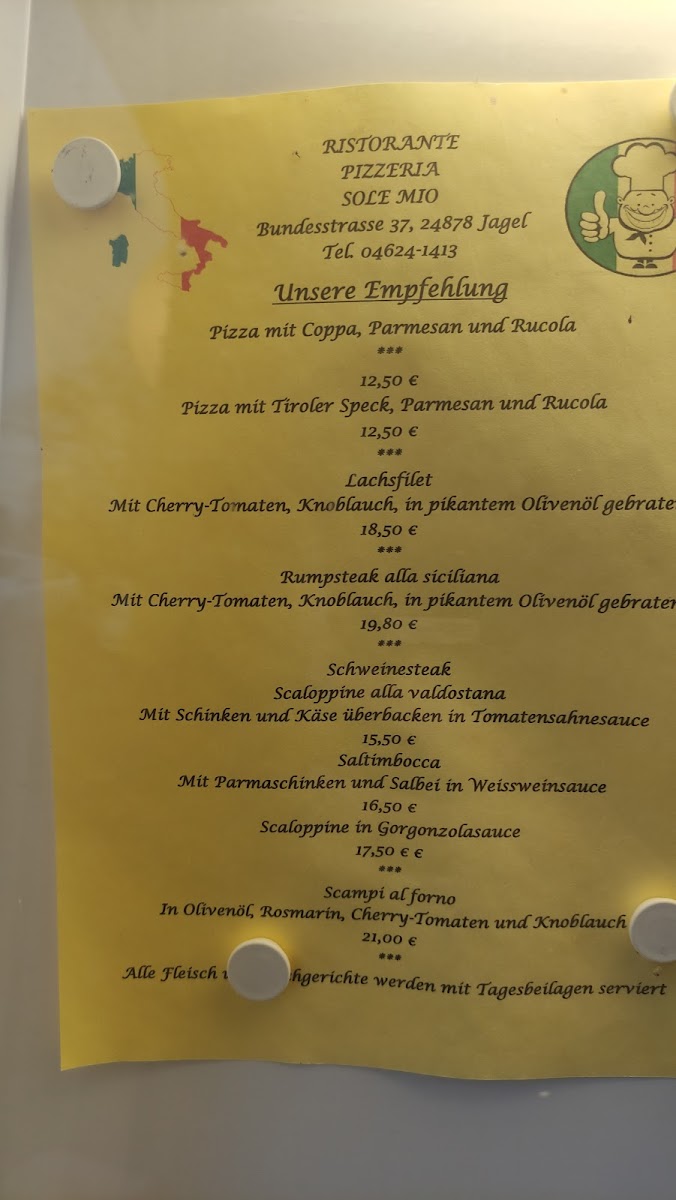 RISTORANTE
PIZZERIA
SOLE MIO
Bundesstrasse 37, 24878 Jagel
Tel. 04624-1413
Unsere Empfehlung
Pizza mit Coppa, Parmesan und Rucola
***
12,50 €
Pizza mit Tiroler Speck, Parmesan und Rucola
12,50 €
***
Lachsfilet
Mit Cherry-Tomaten, Knoblauch, in pikantem Olivenöl gebrate
18,50 €
***
Rumpsteak alla siciliana
Mit Cherry-Tomaten, Knoblauch, in pikantem Olivenöl gebraten
19,80 €
***
Schweinesteak
Scaloppine alla valdostana
Mit Schinken und Käse überbacken in Tomatensahnesauce
15,50 €
Saltimbocca
Mit Parmaschinken und Salbei in Weissweinsauce
16,50 €
Scaloppine in Gorgonzolasauce
17,50 € €
***
Scampi al forno
In Olivenöl, Rosmarin, Cherry-Tomaten und Knoblauch
21,00 €
***
Alle Fleisch hgerichte werden mit Tagesbeilagen serviert